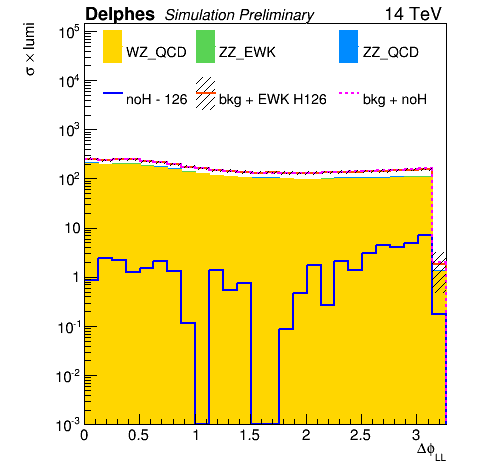 Delphes Simulation Preliminary 14 TeV
σ × lumi
WZ_QCD ZZ_EWK ZZ_QCD
noH - 126 bkg + EWK H126 bkg + noH
10^5
10^4
10^3
10^2
10
1
10^-1
10^-2
10^-3
0 0.5 1 1.5 2 2.5 3
Δϕ_LL